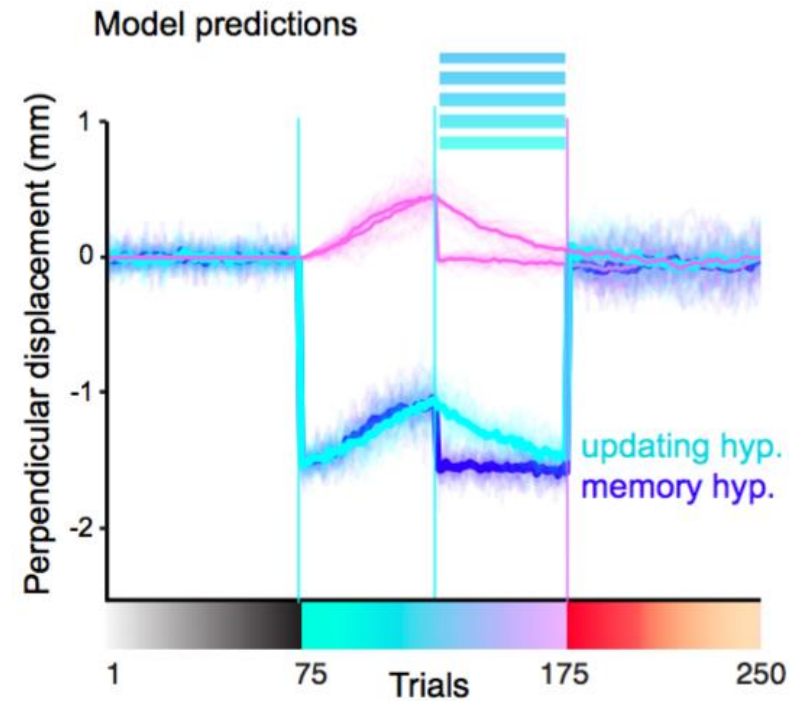 Model predictions
Perpendicular displacement (mm)
1
0
-1
-2
updating hyp.
memory hyp.
1
75
175
250
Trials